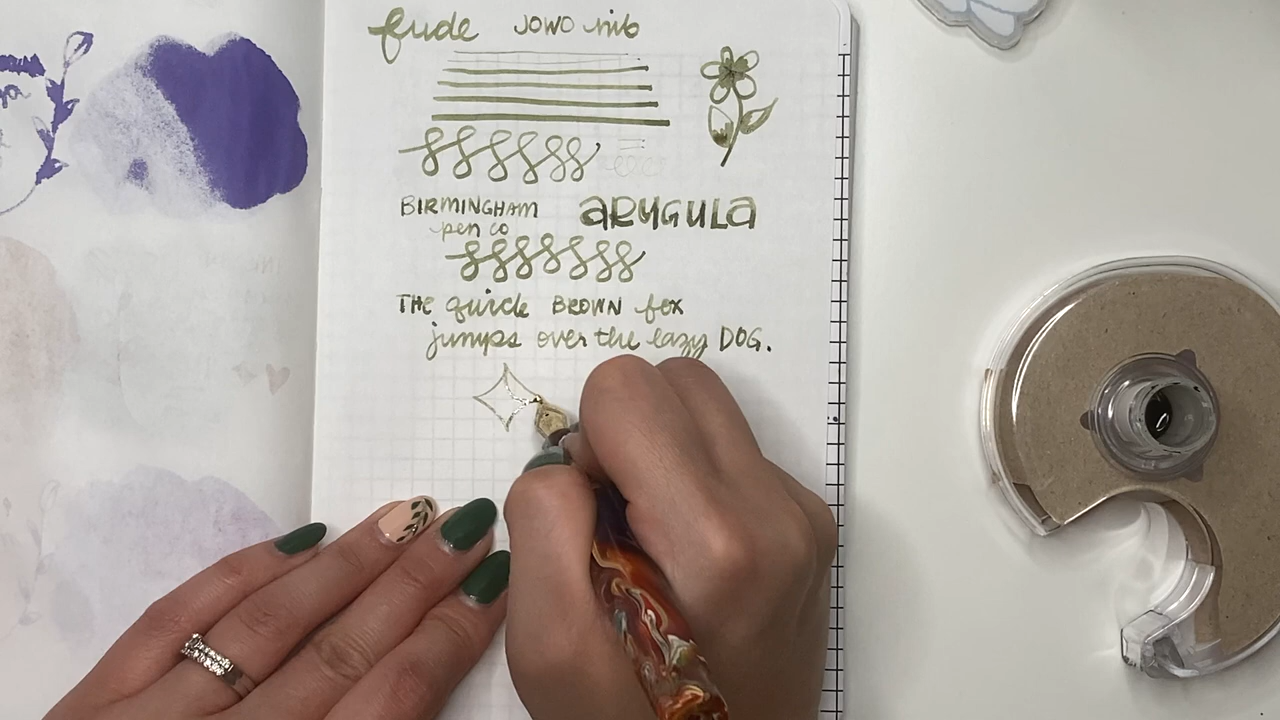 fude JOWO nib
BIRMINGHAM
pen co
ARUGULA
THE quick BROWN fox
jumps over the lazy DOG.